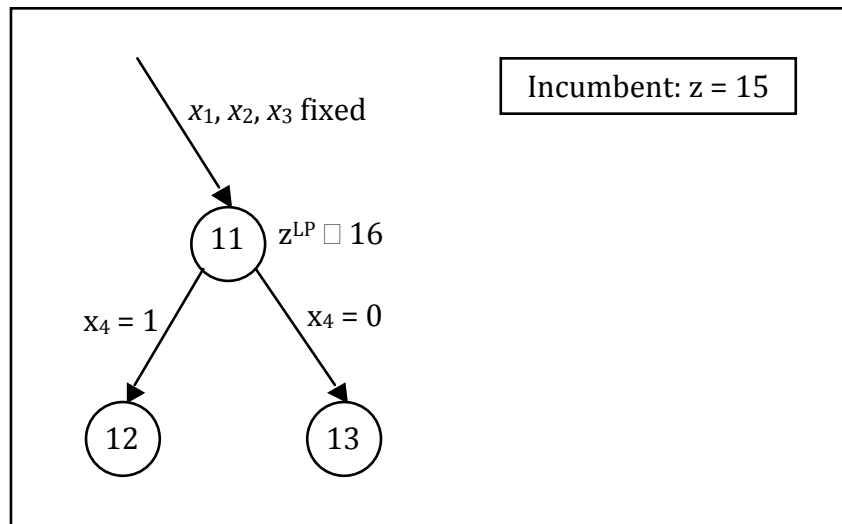 Incumbent: z = 15
x₁, x₂, x₃ fixed
11
zᴸᴾ □ 16
x₄ = 1
x₄ = 0
12
13